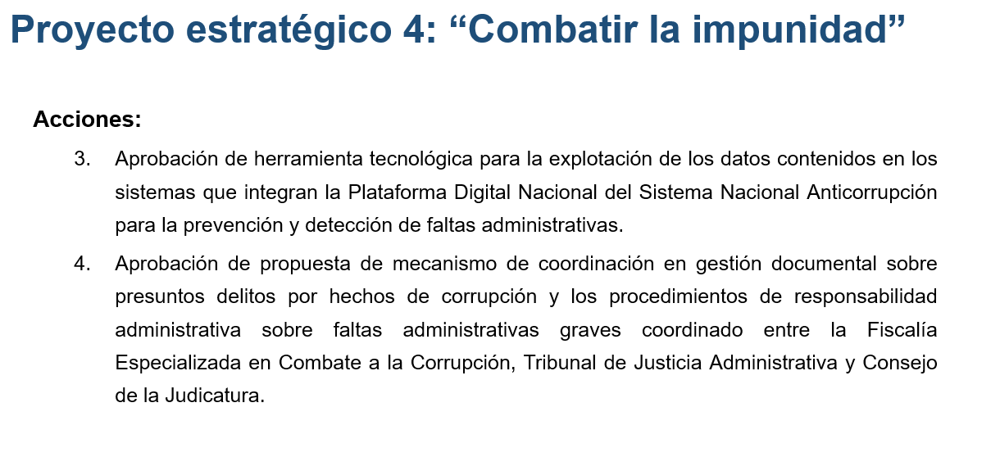 Proyecto estratégico 4: “Combatir la impunidad”
Acciones:
3. Aprobación de herramienta tecnológica para la explotación de los datos contenidos en los
sistemas que integran la Plataforma Digital Nacional del Sistema Nacional Anticorrupción
para la prevención y detección de faltas administrativas.
4. Aprobación de propuesta de mecanismo de coordinación en gestión documental sobre
presuntos delitos por hechos de corrupción y los procedimientos de responsabilidad
administrativa sobre faltas administrativas graves coordinado entre la Fiscalía
Especializada en Combate a la Corrupción, Tribunal de Justicia Administrativa y Consejo
de la Judicatura.